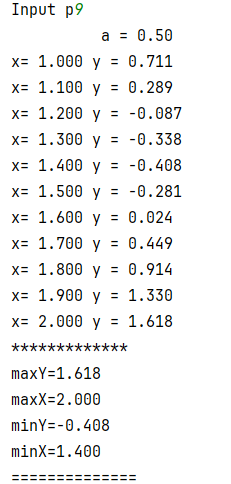 Input p9
a = 0.50
x= 1.000 y = 0.711
x= 1.100 y = 0.289
x= 1.200 y = -0.087
x= 1.300 y = -0.338
x= 1.400 y = -0.408
x= 1.500 y = -0.281
x= 1.600 y = 0.024
x= 1.700 y = 0.449
x= 1.800 y = 0.914
x= 1.900 y = 1.330
x= 2.000 y = 1.618
*************
maxY=1.618
maxX=2.000
minY=-0.408
minX=1.400
==============